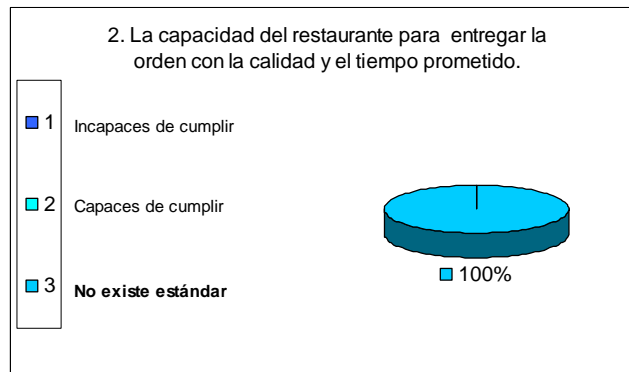 2. La capacidad del restaurante para entregar la
orden con la calidad y el tiempo prometido.
1 Incapaces de cumplir
2 Capaces de cumplir
100%
3 No existe estándar